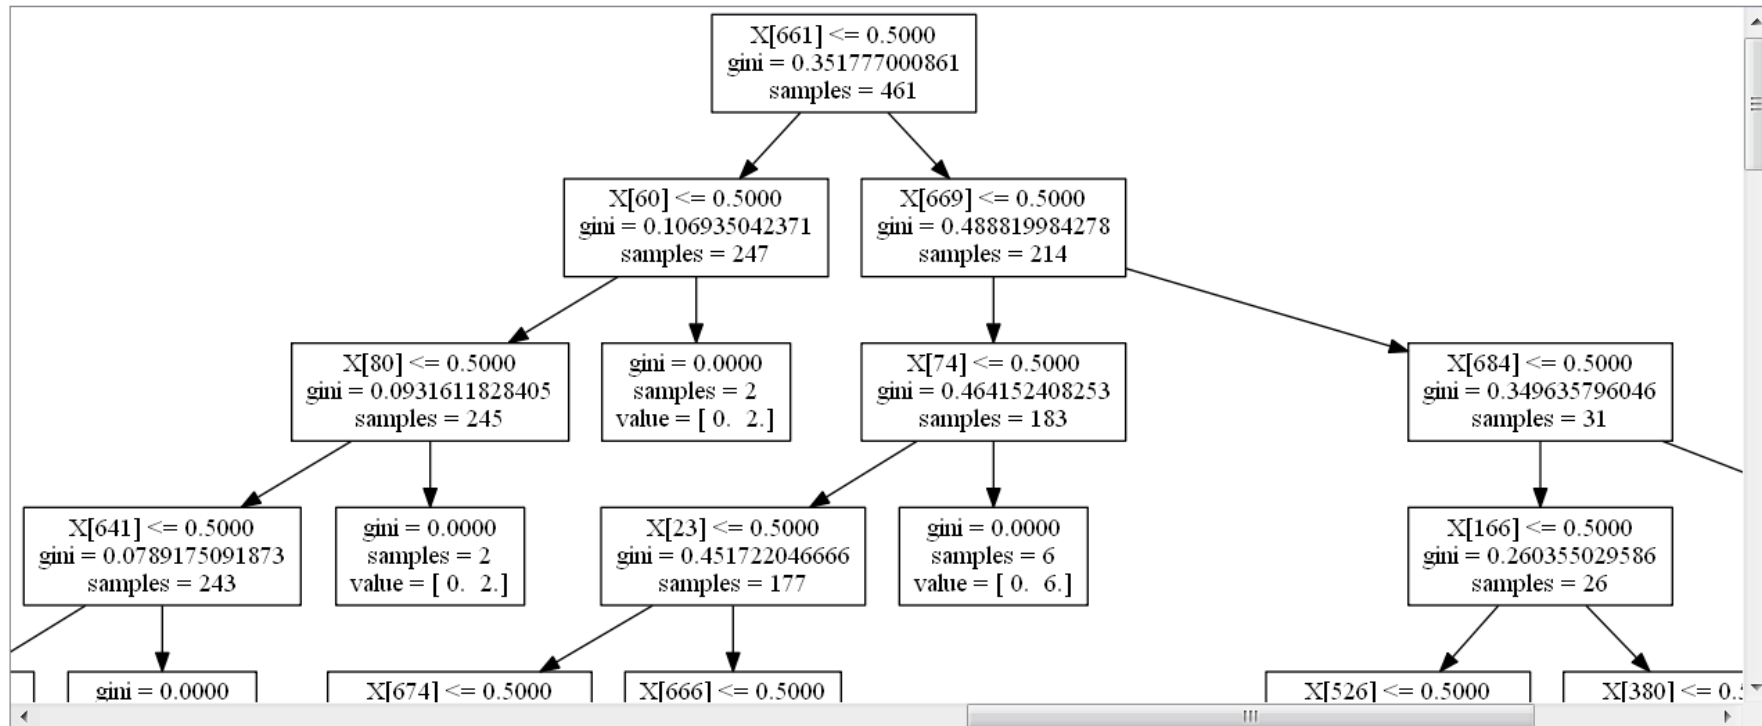 X[661] <= 0.5000
gini = 0.351777000861
samples = 461
X[60] <= 0.5000
gini = 0.106935042371
samples = 247
X[669] <= 0.5000
gini = 0.488819984278
samples = 214
X[80] <= 0.5000
gini = 0.0931611828405
samples = 245
gini = 0.0000
samples = 2
value = [ 0.  2.]
X[74] <= 0.5000
gini = 0.464152408253
samples = 183
X[684] <= 0.5000
gini = 0.349635796046
samples = 31
X[641] <= 0.5000
gini = 0.0789175091873
samples = 243
gini = 0.0000
samples = 2
value = [ 0.  2.]
X[23] <= 0.5000
gini = 0.451722046666
samples = 177
gini = 0.0000
samples = 6
value = [ 0.  6.]
X[166] <= 0.5000
gini = 0.260355029586
samples = 26
gini = 0.0000
X[674] <= 0.5000
X[666] <= 0.5000
X[526] <= 0.5000
X[380] <=